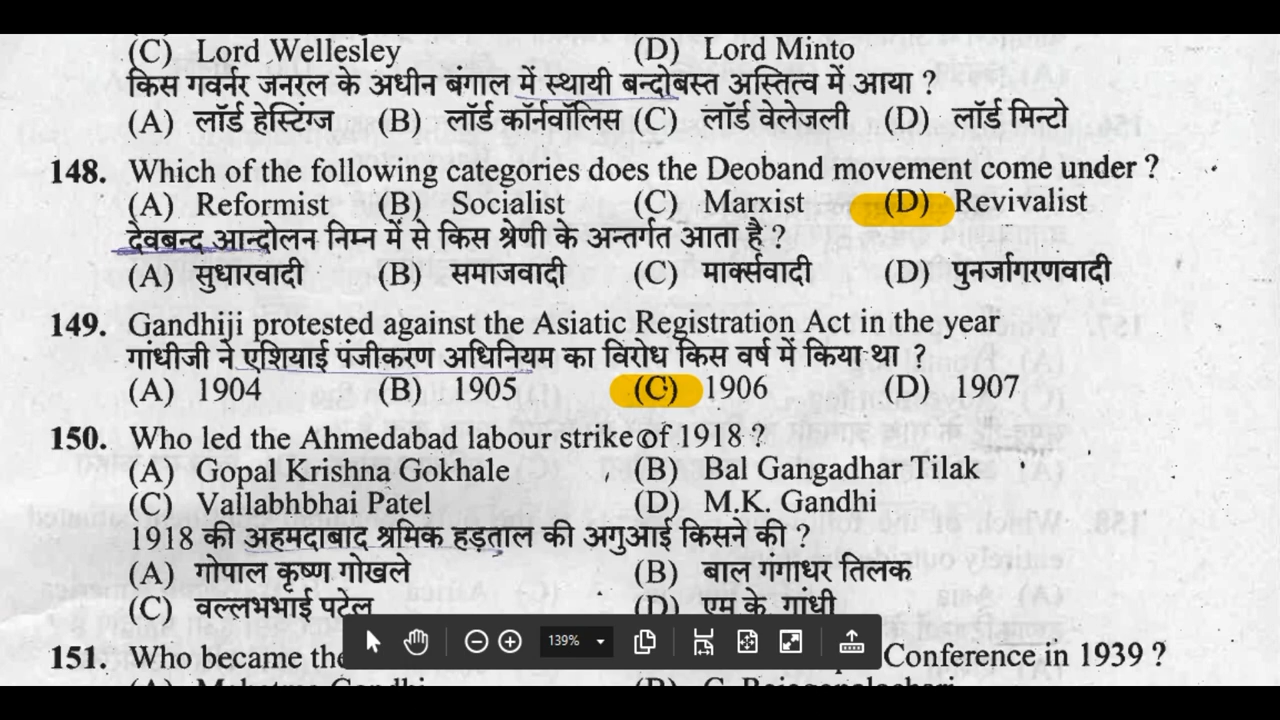 (C) Lord Wellesley (D) Lord Minto
किस गवर्नर जनरल के अधीन बंगाल में स्थायी बन्दोबस्त अस्तित्व में आया ?
(A) लॉर्ड हेस्टिंग्ज (B) लॉर्ड कॉर्नवॉलिस (C) लॉर्ड वेलेजली (D) लॉर्ड मिन्टो
148. Which of the following categories does the Deoband movement come under ?
(A) Reformist (B) Socialist (C) Marxist (D) Revivalist
देवबन्द आन्दोलन निम्न में से किस श्रेणी के अन्तर्गत आता है ?
(A) सुधारवादी (B) समाजवादी (C) मार्क्सवादी (D) पुनर्जागरणवादी
149. Gandhiji protested against the Asiatic Registration Act in the year
गांधीजी ने एशियाई पंजीकरण अधिनियम का विरोध किस वर्ष में किया था ?
(A) 1904 (B) 1905 (C) 1906 (D) 1907
150. Who led the Ahmedabad labour strike of 1918 ?
(A) Gopal Krishna Gokhale (B) Bal Gangadhar Tilak
(C) Vallabhbhai Patel (D) M.K. Gandhi
1918 की अहमदाबाद श्रमिक हड़ताल की अगुआई किसने की ?
(A) गोपाल कृष्ण गोखले (B) बाल गंगाधर तिलक
(C) वल्लभभाई पटेल (D) एम.के. गांधी
139%
151. Who became the Conference in 1939 ?
(A) Mahatma Gandhi (B) C. Rajagopalachari